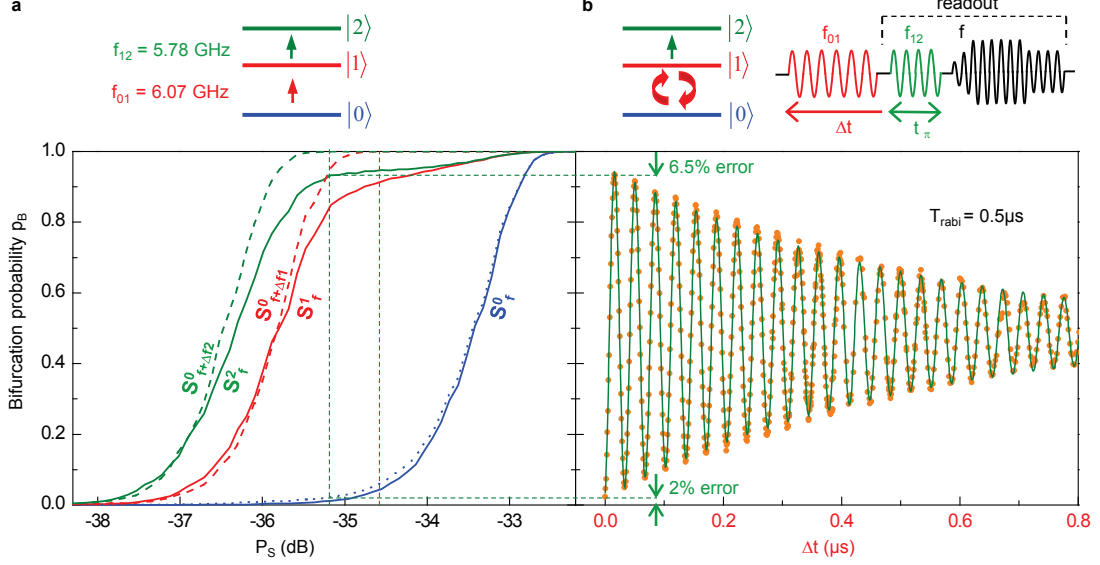 a
|2⟩
f12 = 5.78 GHz
|1⟩
f01 = 6.07 GHz
|0⟩
b
|2⟩
|1⟩
|0⟩
readout
f01
f12
f
Δt
tπ
Bifurcation probability pB
1.0
0.8
0.6
0.4
0.2
0.0
S0f+Δf2
S2f
S0f+Δf1
S1f
S0f
-38
-37
-36
-35
-34
-33
PS (dB)
6.5% error
Trabi = 0.5μs
2% error
0.0
0.2
0.4
0.6
0.8
Δt (μs)